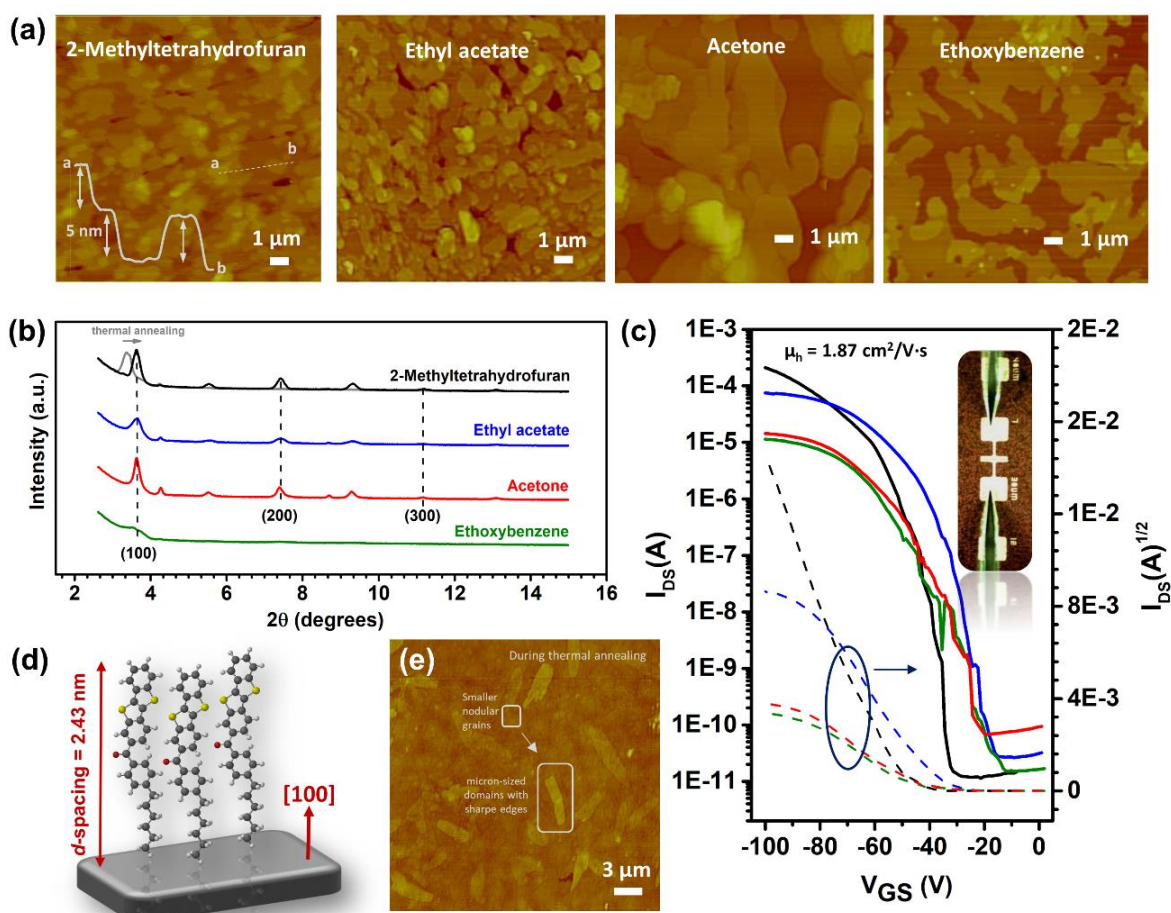 (a)
2-Methyltetrahydrofuran
Ethyl acetate
Acetone
Ethoxybenzene
a
b
a
b
5 nm
1 µm
1 µm
1 µm
1 µm
(b)
thermal annealing
2-Methyltetrahydrofuran
Ethyl acetate
Acetone
Ethoxybenzene
(100)
(200)
(300)
Intensity (a.u.)
2 4 6 8 10 12 14 16
2θ (degrees)
(c)
μh = 1.87 cm²/V·s
1E-3
1E-4
1E-5
1E-6
1E-7
1E-8
1E-9
1E-10
1E-11
IDS(A)
2E-2
2E-2
1E-2
1E-2
8E-3
4E-3
0
IDS(A)1/2
-100 -80 -60 -40 -20 0
VGS (V)
(d)
d-spacing = 2.43 nm
[100]
(e)
During thermal annealing
Smaller
nodular
grains
micron-sized
domains with
sharpe edges
3 µm